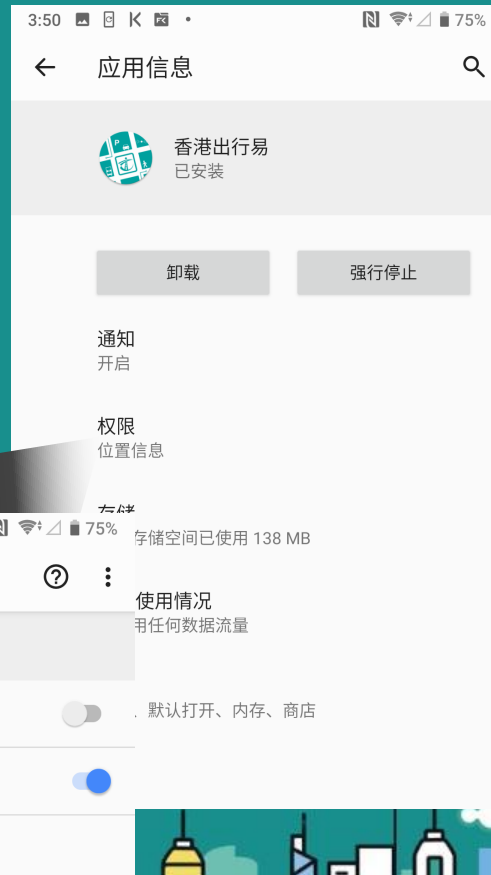 3:50
75%
应用信息
香港出行易
已安装
卸载
强行停止
通知
开启
权限
位置信息
存储
75%
存储空间已使用 138 MB
使用情况
用任何数据流量
默认打开、内存、商店